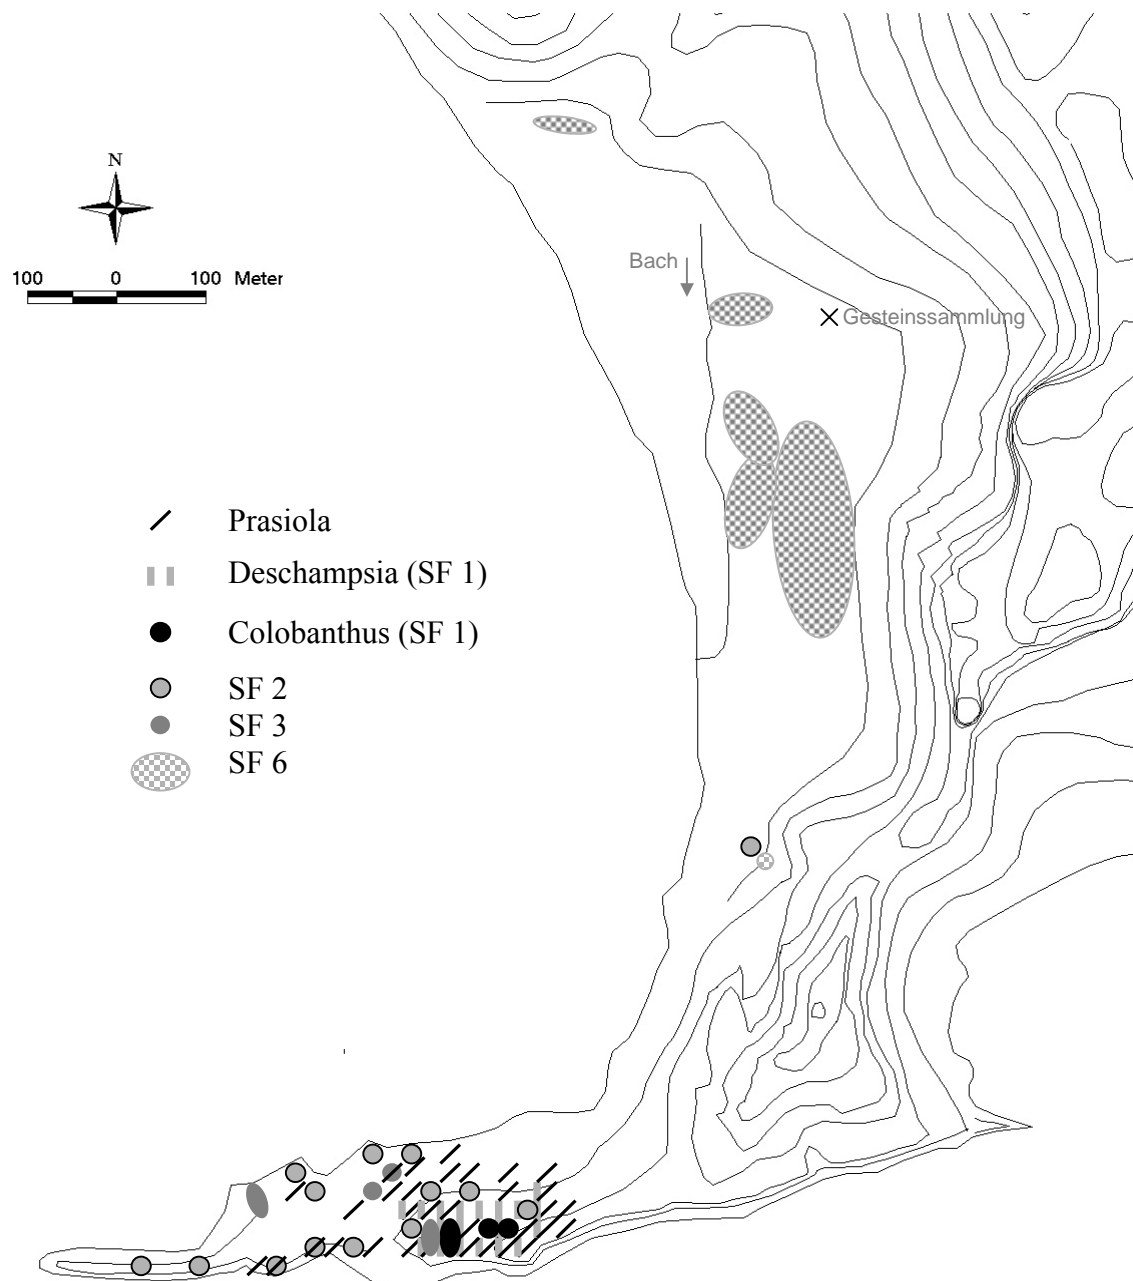 N
100 0 100 Meter
Bach
Gesteinssammlung
Prasiola
Deschampsia (SF 1)
Colobanthus (SF 1)
SF 2
SF 3
SF 6